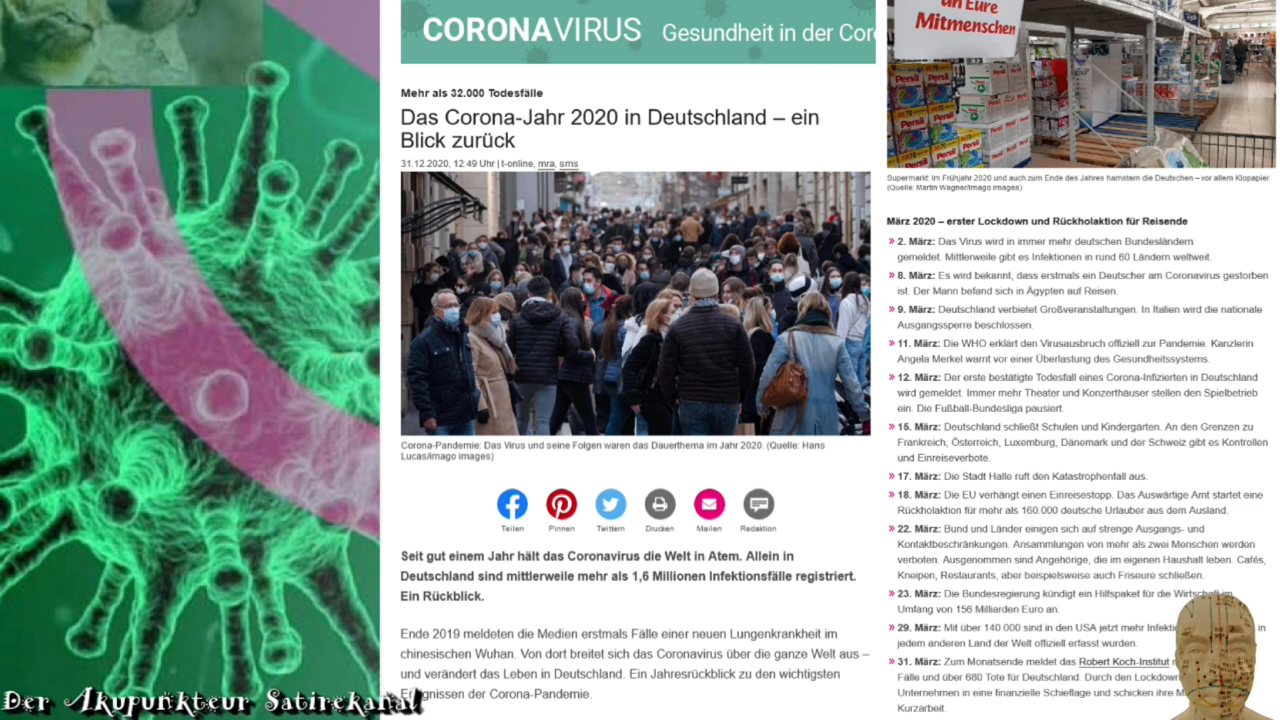 CORONAVIRUS Gesundheit in der Cor
Mehr als 32.000 Todesfälle
Das Corona-Jahr 2020 in Deutschland – ein
Blick zurück
31.12.2020, 12:49 Uhr | t-online, mra, sms
Corona-Pandemie: Das Virus und seine Folgen waren das Dauerthema im Jahr 2020. (Quelle: Hans
Lucas/imago images)
Teilen Pinnen Twittern Drucken Mailen Redaktion
Seit gut einem Jahr hält das Coronavirus die Welt in Atem. Allein in
Deutschland sind mittlerweile mehr als 1,6 Millionen Infektionsfälle registriert.
Ein Rückblick.
Ende 2019 meldeten die Medien erstmals Fälle einer neuen Lungenkrankheit im
chinesischen Wuhan. Von dort breitet sich das Coronavirus über die ganze Welt aus –
und verändert das Leben in Deutschland. Ein Jahresrückblick zu den wichtigsten
Ereignissen der Corona-Pandemie.
an Eure
Mitmenschen
Persil Persil
Supermarkt: Im Frühjahr 2020 und auch zum Ende des Jahres hamstern die Deutschen – vor allem Klopapier.
(Quelle: Martin Wagner/imago images)
März 2020 – erster Lockdown und Rückholaktion für Reisende
» 2. März: Das Virus wird in immer mehr deutschen Bundesländern
gemeldet. Mittlerweile gibt es Infektionen in rund 60 Ländern weltweit.
» 8. März: Es wird bekannt, dass erstmals ein Deutscher am Coronavirus gestorben
ist. Der Mann befand sich in Ägypten auf Reisen.
» 9. März: Deutschland verbietet Großveranstaltungen. In Italien wird die nationale
Ausgangssperre beschlossen.
» 11. März: Die WHO erklärt den Virusausbruch offiziell zur Pandemie. Kanzlerin
Angela Merkel warnt vor einer Überlastung des Gesundheitssystems.
» 12. März: Der erste bestätigte Todesfall eines Corona-Infizierten in Deutschland
wird gemeldet. Immer mehr Theater und Konzerthäuser stellen den Spielbetrieb
ein. Die Fußball-Bundesliga pausiert.
» 15. März: Deutschland schließt Schulen und Kindergärten. An den Grenzen zu
Frankreich, Österreich, Luxemburg, Dänemark und der Schweiz gibt es Kontrollen
und Einreiseverbote.
» 17. März: Die Stadt Halle ruft den Katastrophenfall aus.
» 18. März: Die EU verhängt einen Einreisestopp. Das Auswärtige Amt startet eine
Rückholaktion für mehr als 160.000 deutsche Urlauber aus dem Ausland.
» 22. März: Bund und Länder einigen sich auf strenge Ausgangs- und
Kontaktbeschränkungen. Ansammlungen von mehr als zwei Menschen werden
verboten. Ausgenommen sind Angehörige, die im eigenen Haushalt leben. Cafés,
Kneipen, Restaurants, aber beispielsweise auch Friseure schließen.
» 23. März: Die Bundesregierung kündigt ein Hilfspaket für die Wirtschaft im
Umfang von 156 Milliarden Euro an.
» 29. März: Mit über 140.000 sind in den USA jetzt mehr Infekti in
jedem anderen Land der Welt offiziell erfasst wurden.
» 31. März: Zum Monatsende meldet das Robert Koch-Institut
Fälle und über 680 Tote für Deutschland. Durch den Lockdown
Unternehmen in eine finanzielle Schieflage und schicken ihre M
Kurzarbeit.
Der Akupunkteur Satirekanal